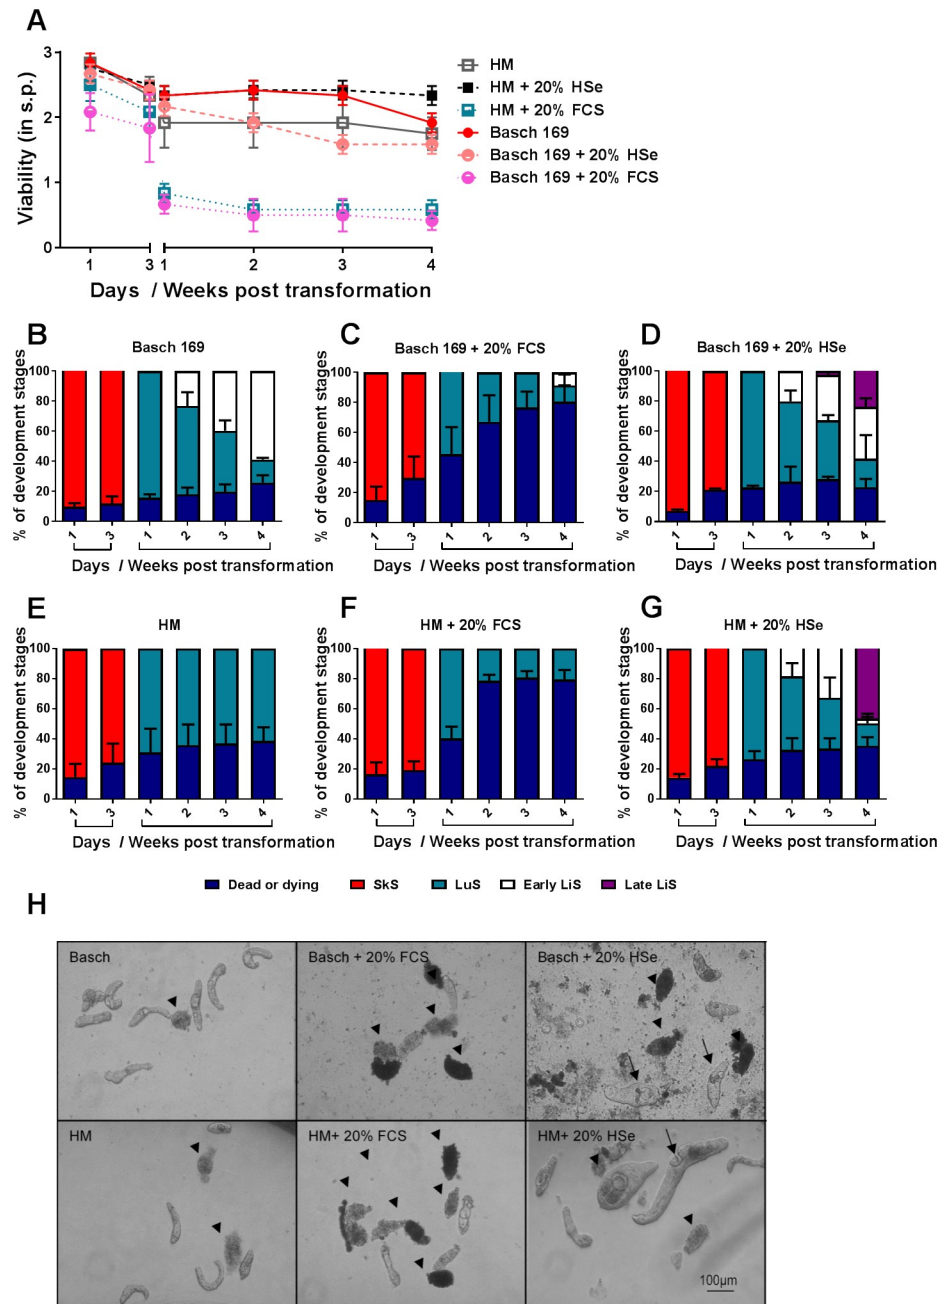 A
Viability (in s.p.)
3
2
1
0
1
3
1
2
3
4
Days / Weeks post transformation
HM
HM + 20% HSe
HM + 20% FCS
Basch 169
Basch 169 + 20% HSe
Basch 169 + 20% FCS
B
Basch 169
% of development stages
100
80
60
40
20
0
1 3 1 2 3 4
Days / Weeks post transformation
C
Basch 169 + 20% FCS
% of development stages
100
80
60
40
20
0
1 3 1 2 3 4
Days / Weeks post transformation
D
Basch 169 + 20% HSe
% of development stages
100
80
60
40
20
0
1 3 1 2 3 4
Days / Weeks post transformation
E
HM
% of development stages
100
80
60
40
20
0
1 3 1 2 3 4
Days / Weeks post transformation
F
HM + 20% FCS
% of development stages
100
80
60
40
20
0
1 3 1 2 3 4
Days / Weeks post transformation
G
HM + 20% HSe
% of development stages
100
80
60
40
20
0
1 3 1 2 3 4
Days / Weeks post transformation
Dead or dying SkS LuS Early LiS Late LiS
H
Basch
Basch + 20% FCS
Basch + 20% HSe
HM
HM+ 20% FCS
HM+ 20% HSe
100µm